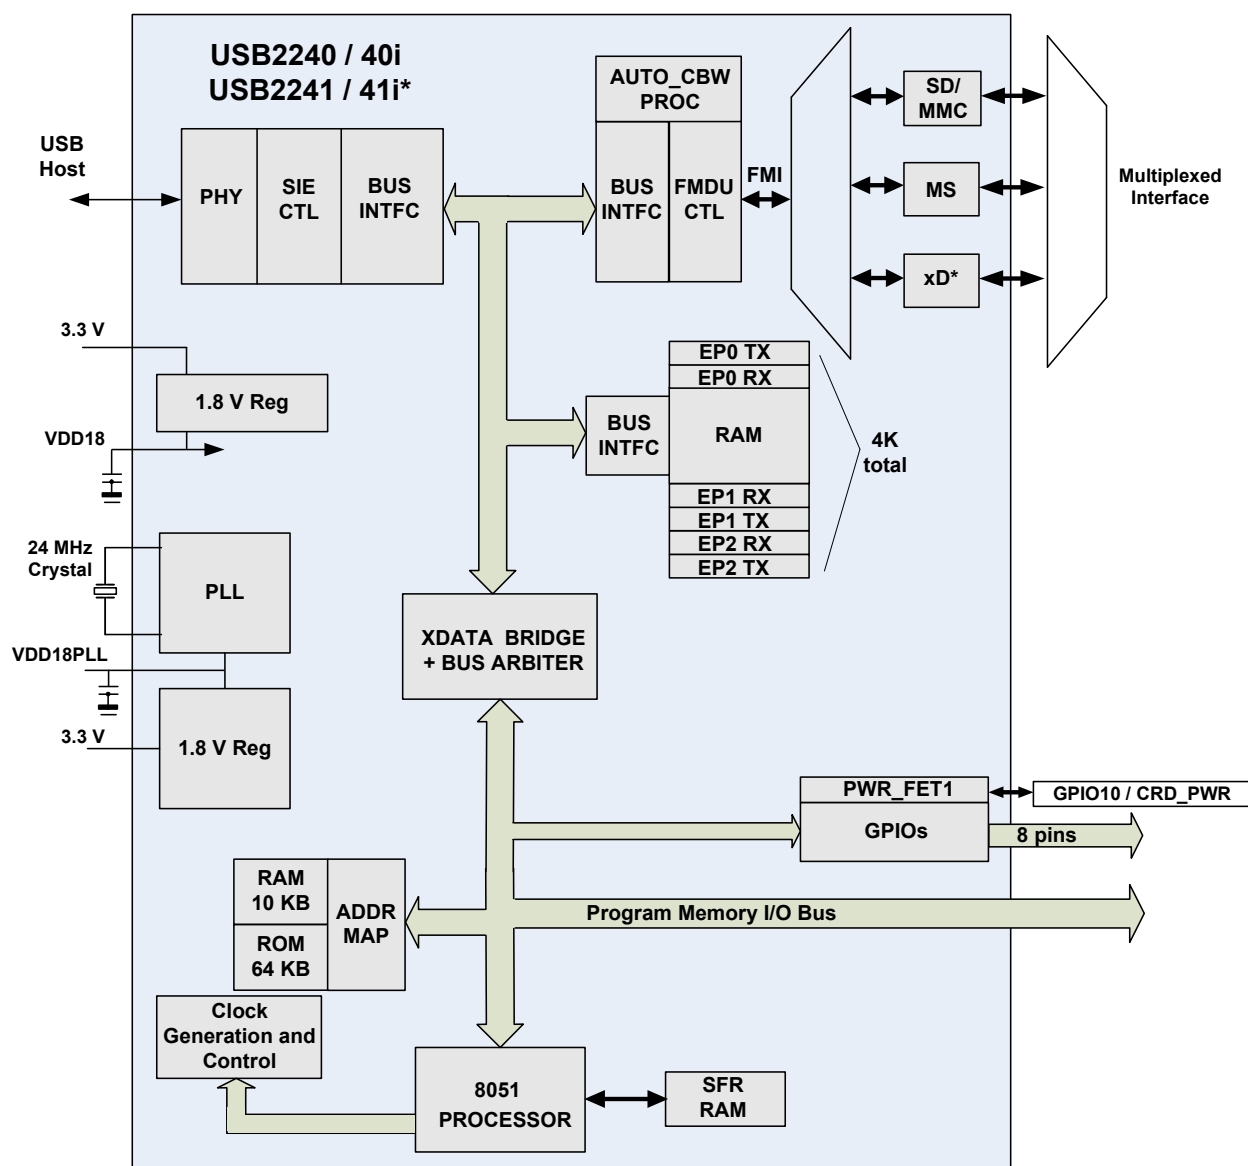 USB2240 / 40i
USB2241 / 41i*
USB
Host
PHY
SIE
CTL
BUS
INTFC
AUTO_CBW
PROC
BUS
INTFC
FMDU
CTL
FMI
SD/
MMC
MS
xD*
Multiplexed
Interface
3.3 V
1.8 V Reg
VDD18
EP0 TX
EP0 RX
BUS
INTFC
RAM
EP1 RX
EP1 TX
EP2 RX
EP2 TX
4K
total
24 MHz
Crystal
PLL
VDD18PLL
1.8 V Reg
3.3 V
XDATA BRIDGE
+ BUS ARBITER
PWR_FET1
GPIOs
GPIO10 / CRD_PWR
8 pins
RAM
10 KB
ROM
64 KB
ADDR
MAP
Program Memory I/O Bus
Clock
Generation and
Control
8051
PROCESSOR
SFR
RAM